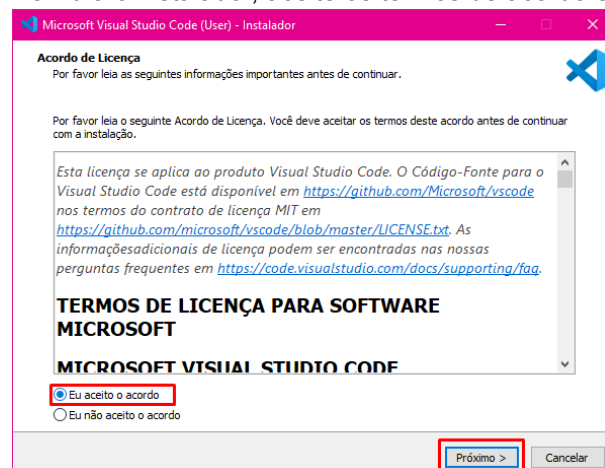 Microsoft Visual Studio Code (User) - Instalador
Acordo de Licença
Por favor leia as seguintes informações importantes antes de continuar.
Por favor leia o seguinte Acordo de Licença. Você deve aceitar os termos deste acordo antes de continuar
com a instalação.
Esta licença se aplica ao produto Visual Studio Code. O Código-Fonte para o
Visual Studio Code está disponível em https://github.com/Microsoft/vscode
nos termos do contrato de licença MIT em
https://github.com/microsoft/vscode/blob/master/LICENSE.txt. As
informaçõesadicionais de licença podem ser encontradas nas nossas
perguntas frequentes em https://code.visualstudio.com/docs/supporting/faq.
TERMOS DE LICENÇA PARA SOFTWARE
MICROSOFT
MICROSOFT VISUAL STUDIO CODE
Eu aceito o acordo
Eu não aceito o acordo
Próximo >
Cancelar